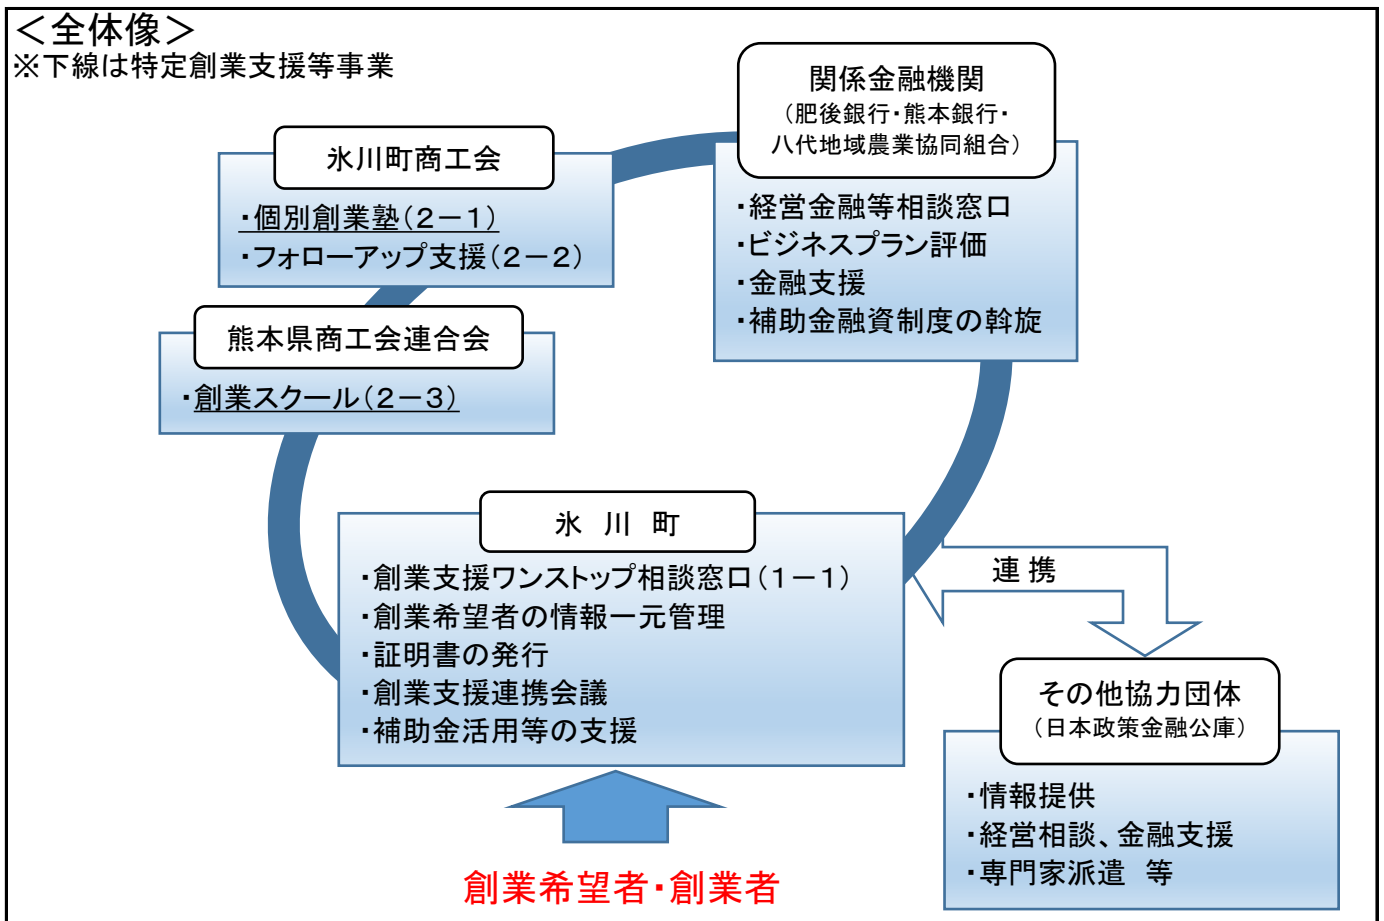 ＜全体像＞
※下線は特定創業支援等事業
関係金融機関
（肥後銀行・熊本銀行・
八代地域農業協同組合）
・経営金融等相談窓口
・ビジネスプラン評価
・金融支援
・補助金融資制度の斡旋
氷川町商工会
・個別創業塾（２－１）
・フォローアップ支援（２－２）
熊本県商工会連合会
・創業スクール（２－３）
氷 川 町
・創業支援ワンストップ相談窓口（１－１）
・創業希望者の情報一元管理
・証明書の発行
・創業支援連携会議
・補助金活用等の支援
連 携
その他協力団体
（日本政策金融公庫）
・情報提供
・経営相談、金融支援
・専門家派遣　等
創業希望者・創業者